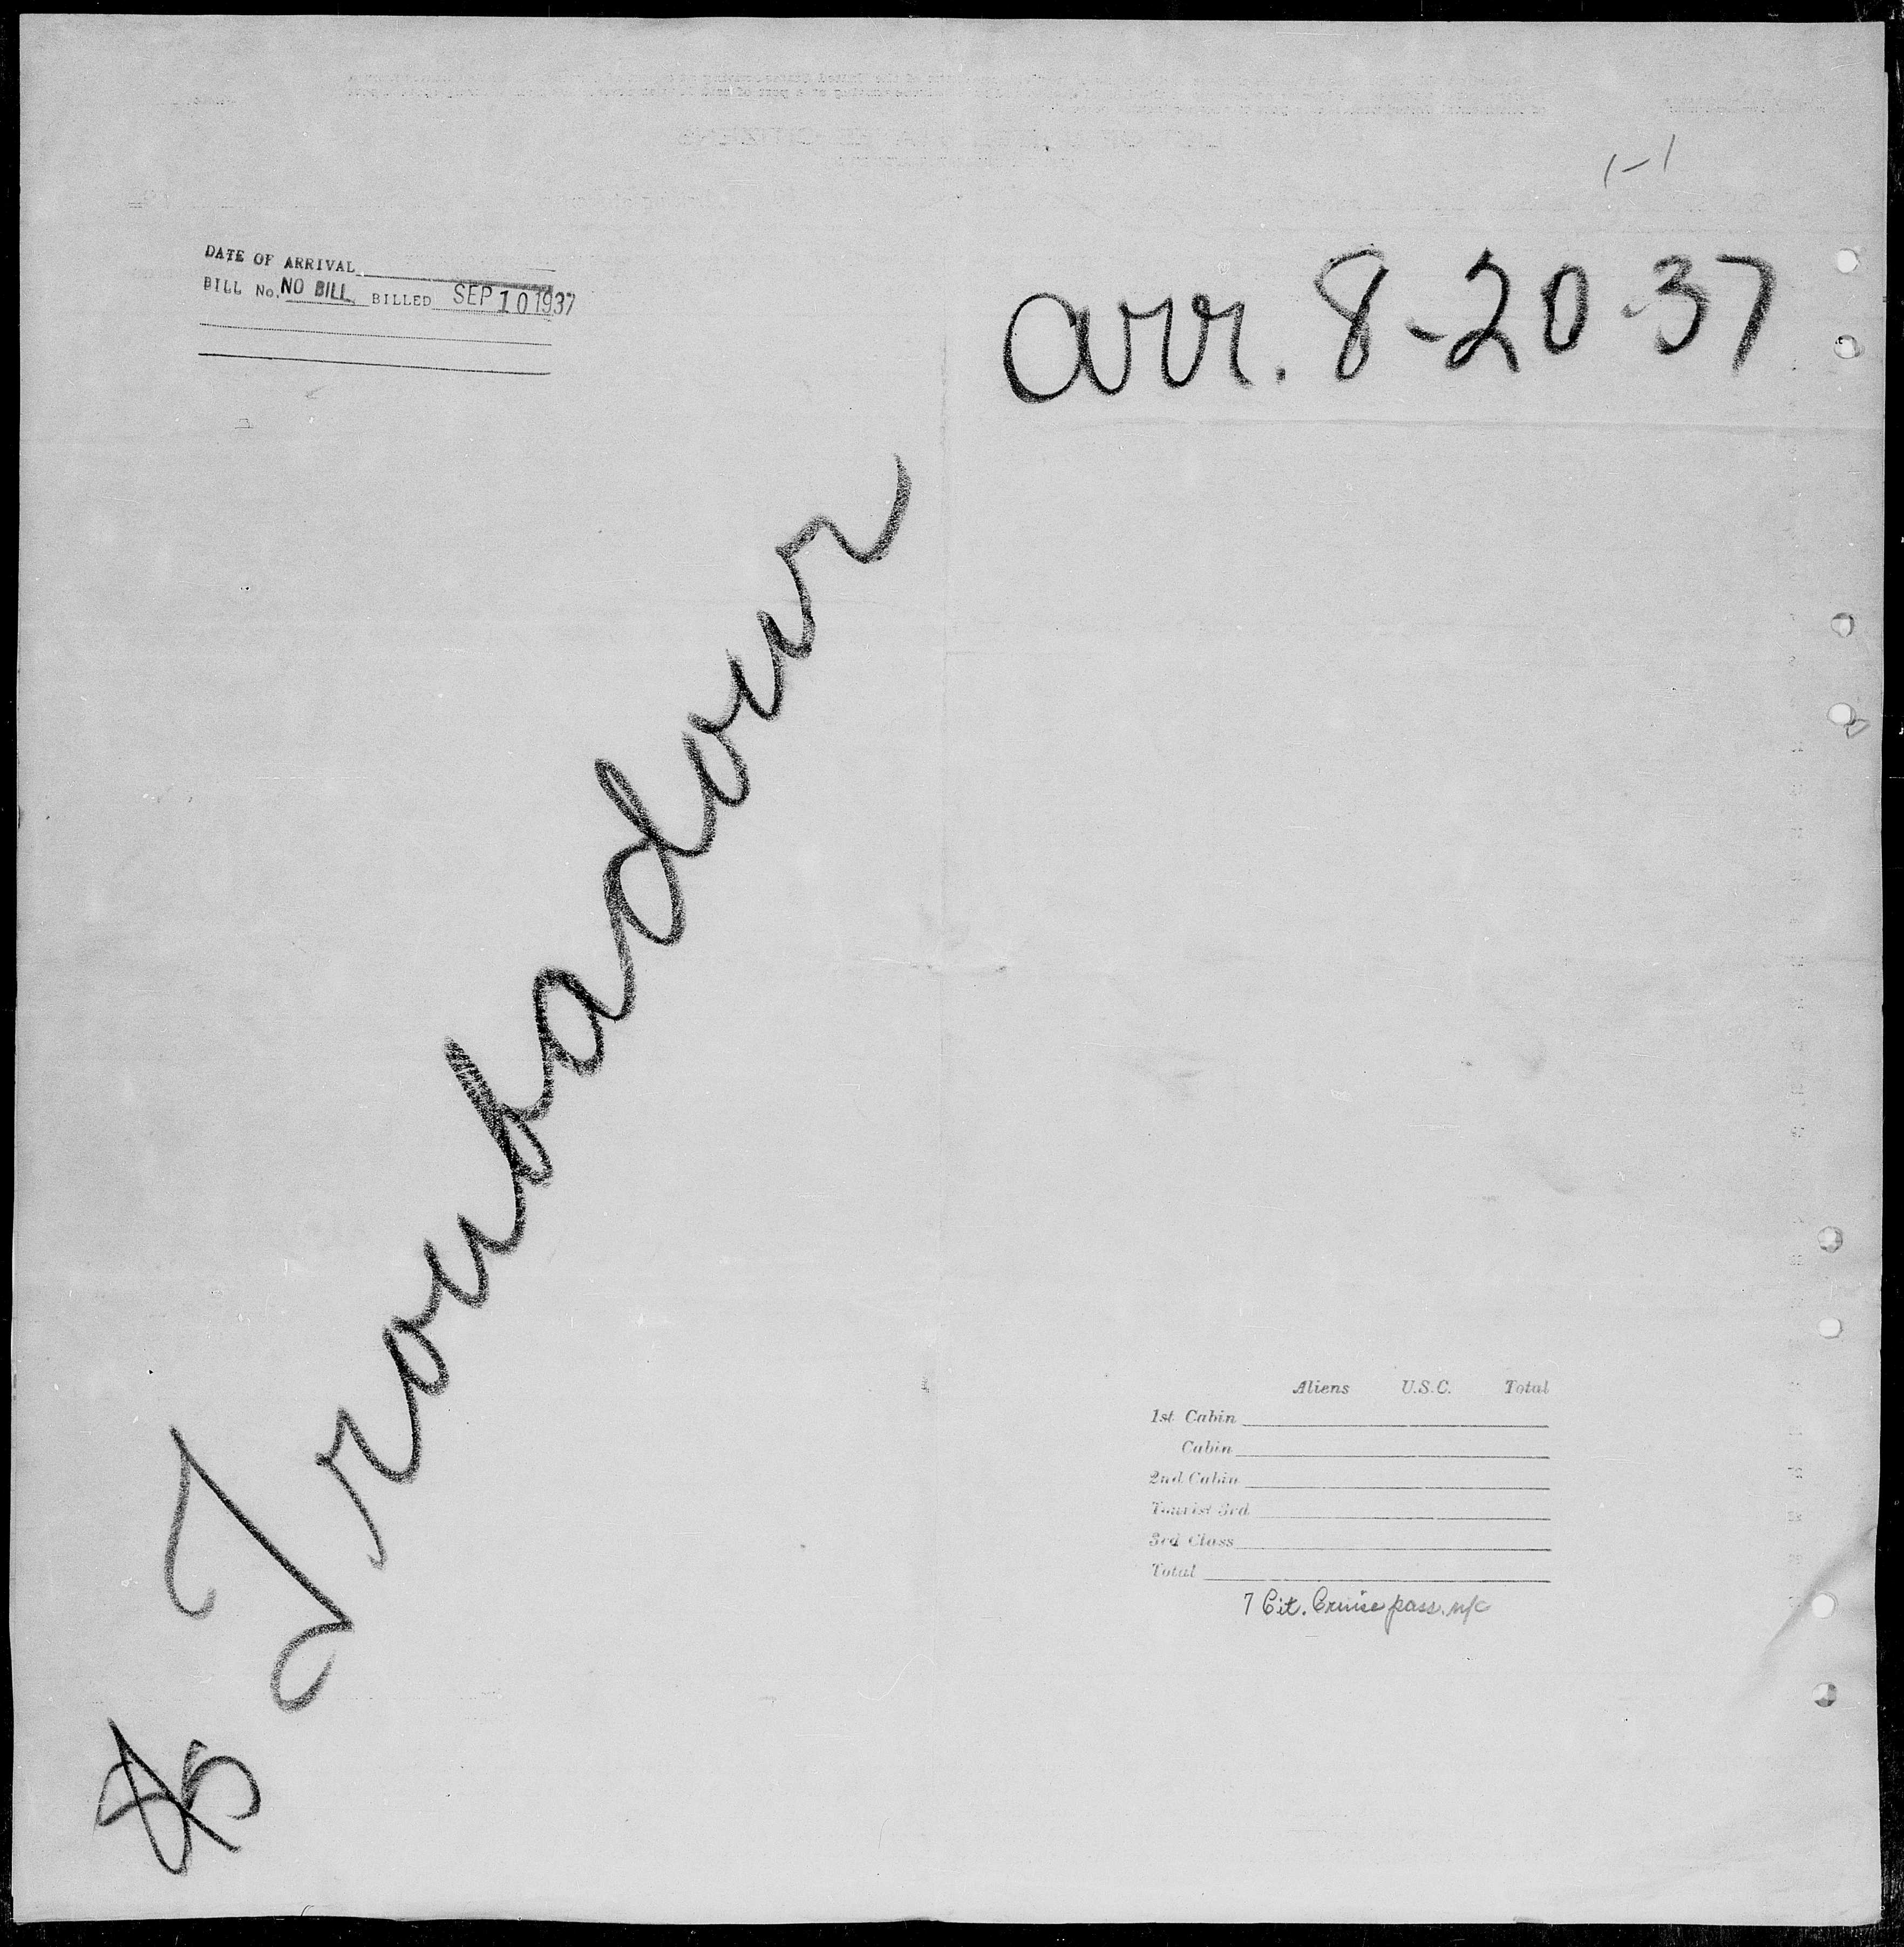 1-1
DATE OF ARRIVAL
BILL No. NO BILL BILLED SEP 10 1937
arr. 8-20-37
Troubadour
Aliens U.S.C. Total
1st Cabin
Cabin
2nd Cabin
Tourist 3rd
3rd Class
Total
7 Cit. Cruise pass. n/c